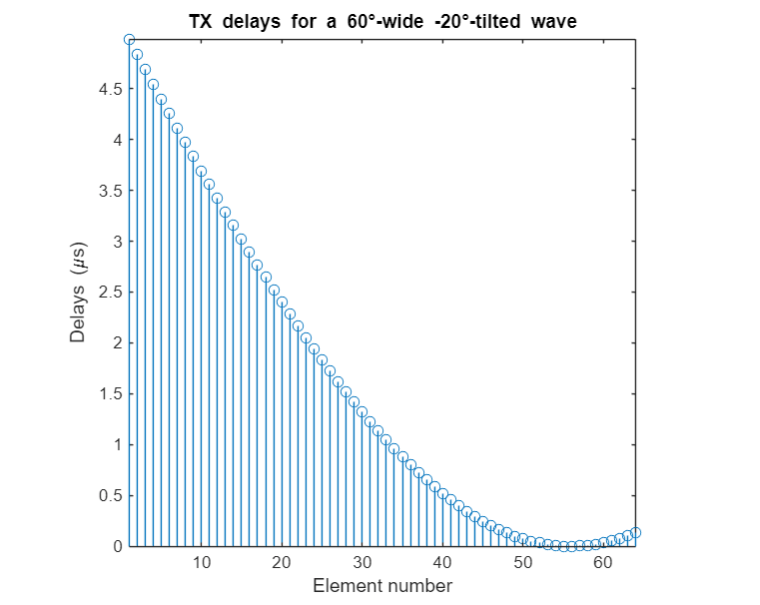 TX delays for a 60°-wide -20°-tilted wave
4.5
4
3.5
3
2.5
2
1.5
1
0.5
0
Delays (μs)
10 20 30 40 50 60
Element number